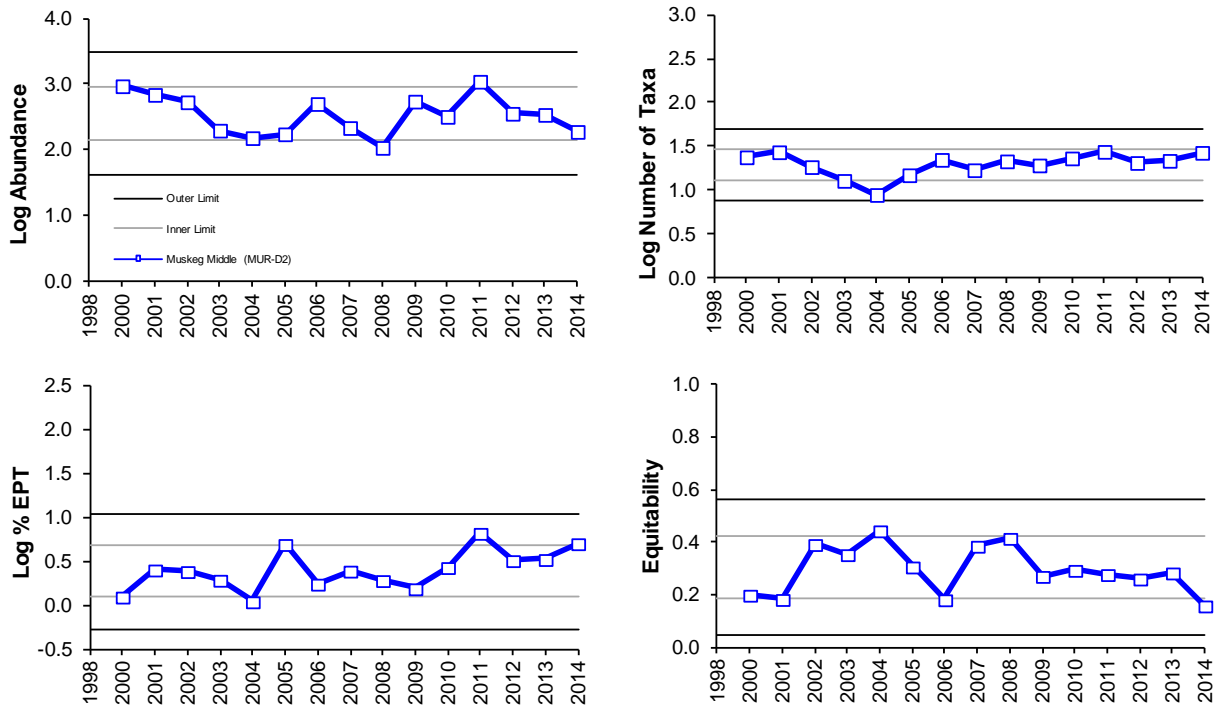 Log Abundance
4.0
3.0
2.0
1.0
0.0
Outer Limit
Inner Limit
Muskeg Middle (MUR-D2)
1998 2000 2001 2002 2003 2004 2005 2006 2007 2008 2009 2010 2011 2012 2013 2014
Log Number of Taxa
3.0
2.5
2.0
1.5
1.0
0.5
0.0
1998 2000 2001 2002 2003 2004 2005 2006 2007 2008 2009 2010 2011 2012 2013 2014
Log % EPT
2.5
2.0
1.5
1.0
0.5
0.0
-0.5
1998 2000 2001 2002 2003 2004 2005 2006 2007 2008 2009 2010 2011 2012 2013 2014
Equitability
1.0
0.8
0.6
0.4
0.2
0.0
1998 2000 2001 2002 2003 2004 2005 2006 2007 2008 2009 2010 2011 2012 2013 2014